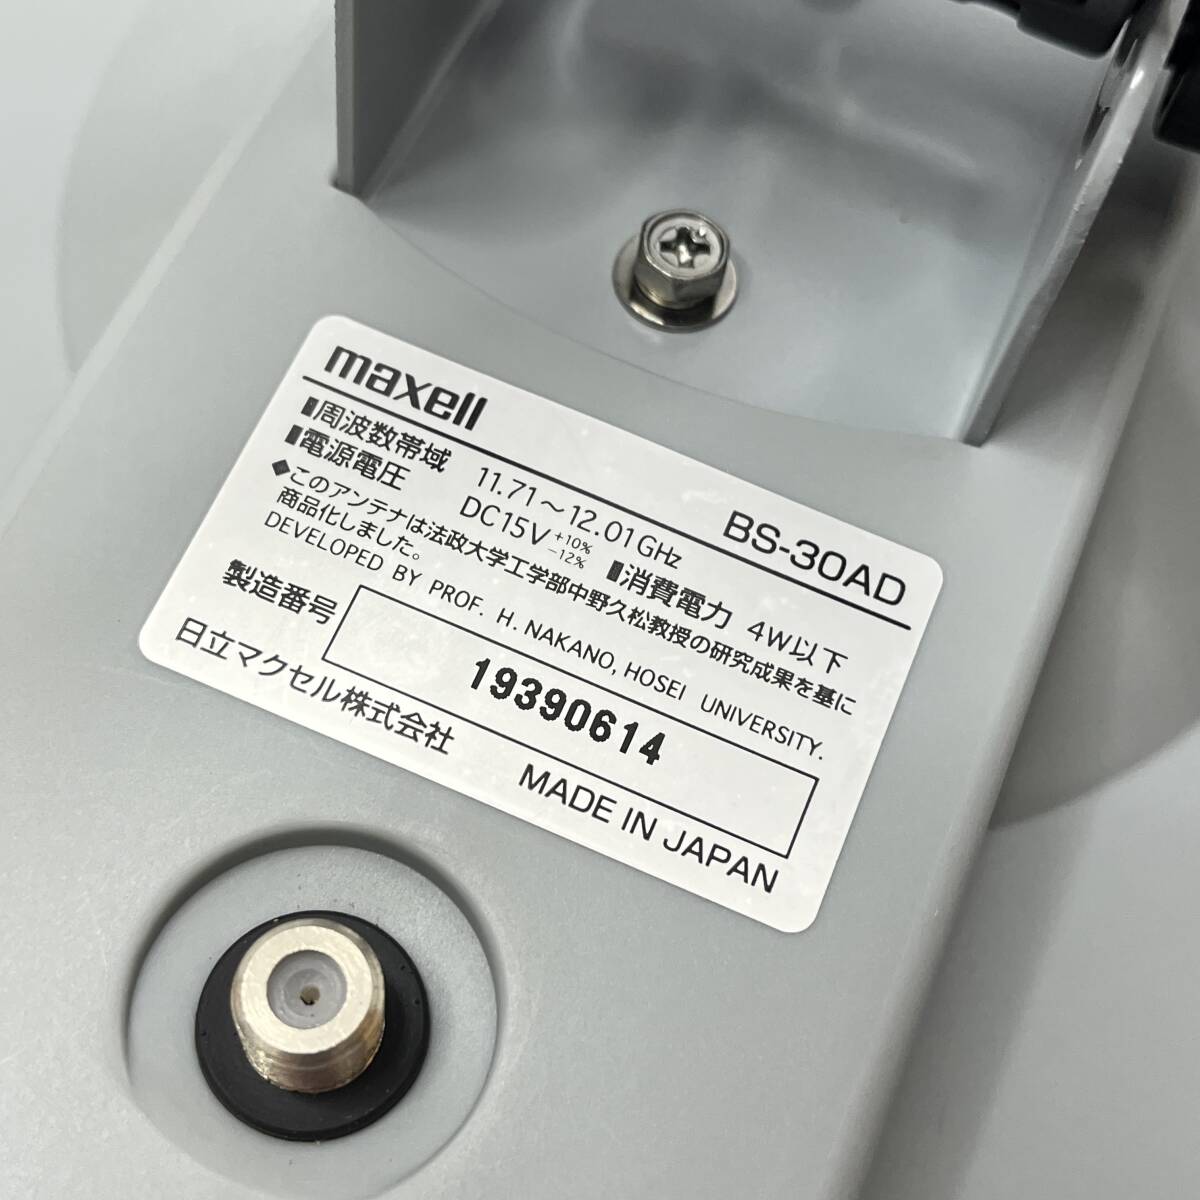 maxell
BS-30AD
▮周波数帯域 11.71～12.01GHz
▮電源電圧 DC15V +10% −12% ▮消費電力 4W以下
◆このアンテナは法政大学工学部中野久松教授の研究成果を基に
商品化しました。
DEVELOPED BY PROF. H. NAKANO, HOSEI UNIVERSITY.
製造番号 19390614
日立マクセル株式会社 MADE IN JAPAN